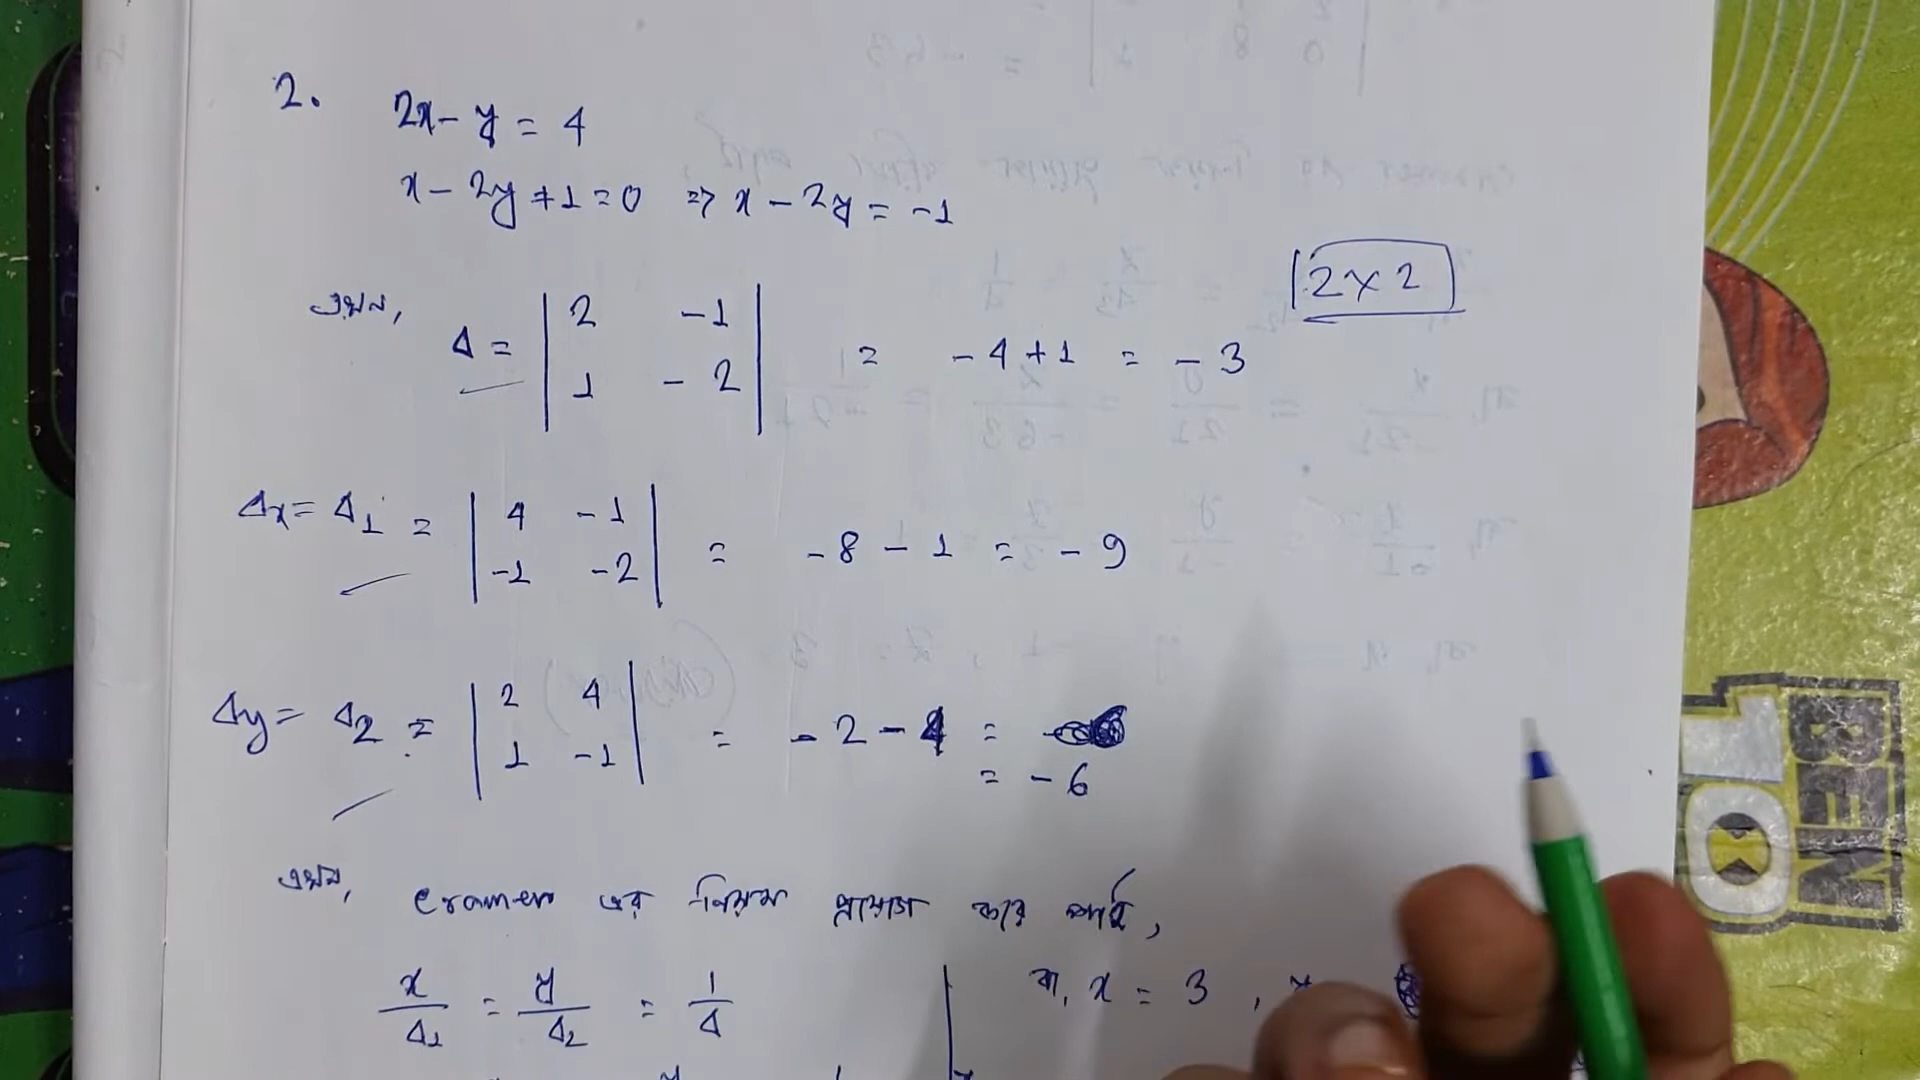 2.
2x - y = 4
x - 2y + 1 = 0 ⇒ x - 2y = -1
2 × 2
এখন,
Δ = | 2 -1 |
| 1 -2 | = -4 + 1 = -3
Δx = Δ1 = | 4 -1 |
| -1 -2 | = -8 - 1 = -9
Δy = Δ2 = | 2 4 |
| 1 -1 | = -2 - 4 =
= -6
এখন, cramer এর নিয়ম প্রয়োগ করে পাই,
x/Δ1 = y/Δ2 = 1/Δ
বা, x = 3 ,
BEN
10